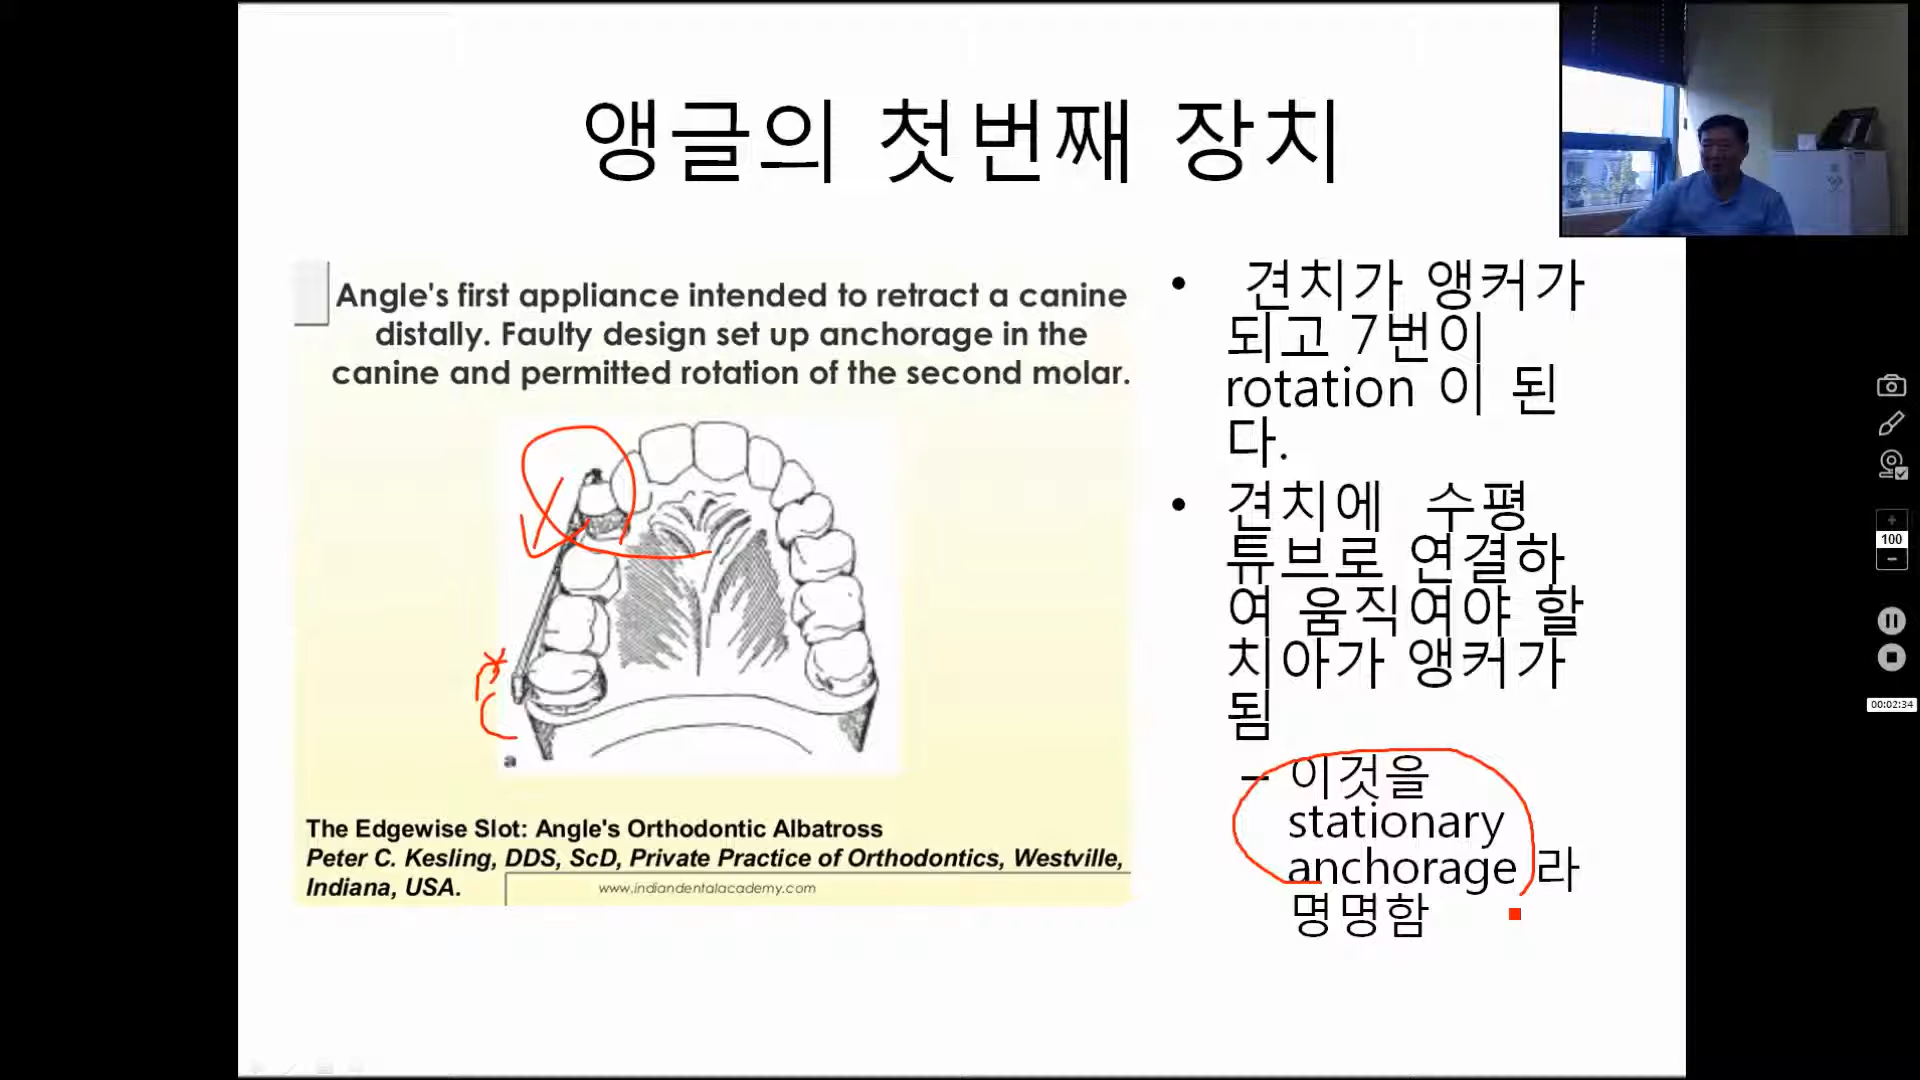 앵글의 첫번째 장치
Angle's first appliance intended to retract a canine
distally. Faulty design set up anchorage in the
canine and permitted rotation of the second molar.
a
The Edgewise Slot: Angle's Orthodontic Albatross
Peter C. Kesling, DDS, ScD, Private Practice of Orthodontics, Westville,
Indiana, USA.
www.indiandentalacademy.com
• 견치가 앵커가
되고 7번이
rotation 이 된
다.
• 견치에 수평
튜브로 연결하
여 움직여야 할
치아가 앵커가
됨
– 이것을
stationary
anchorage 라
명명함
100
00:02:34